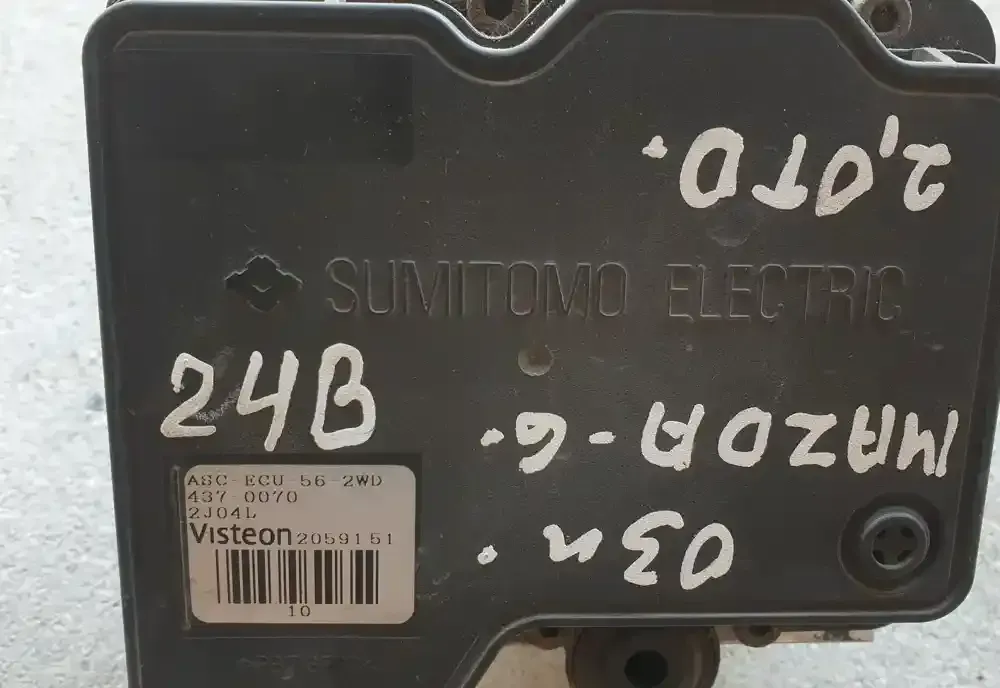 2,0TD.
SUMITOMO ELECTRIC
24B
MAZDA-6.
03г.
ASC-ECU-56-2WD
437-0070
2J04L
Visteon 2059151
10